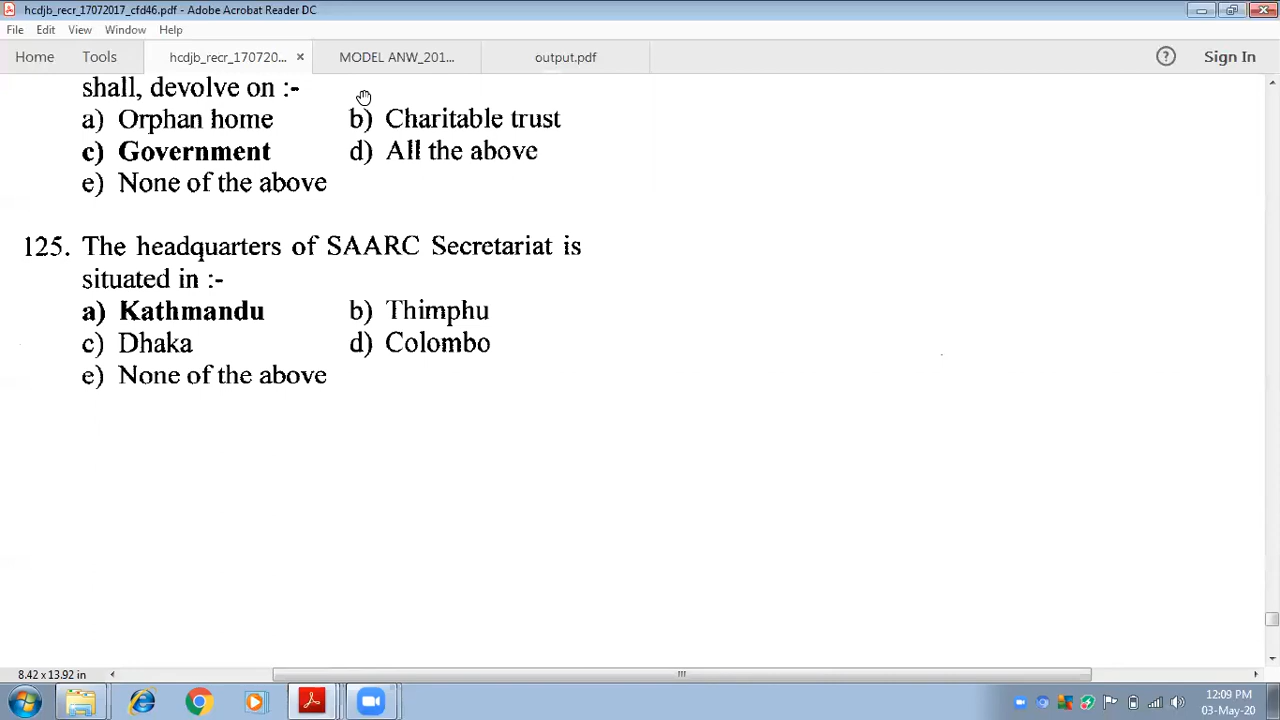 hcdjb_recr_17072017_cfd46.pdf - Adobe Acrobat Reader DC
File Edit View Window Help
Home Tools hcdjb_recr_170720... × MODEL ANW_201... output.pdf ? Sign In
shall, devolve on :-
a) Orphan home b) Charitable trust
c) Government d) All the above
e) None of the above
125. The headquarters of SAARC Secretariat is
situated in :-
a) Kathmandu b) Thimphu
c) Dhaka d) Colombo
e) None of the above
8.42 x 13.92 in
12:09 PM
03-May-20